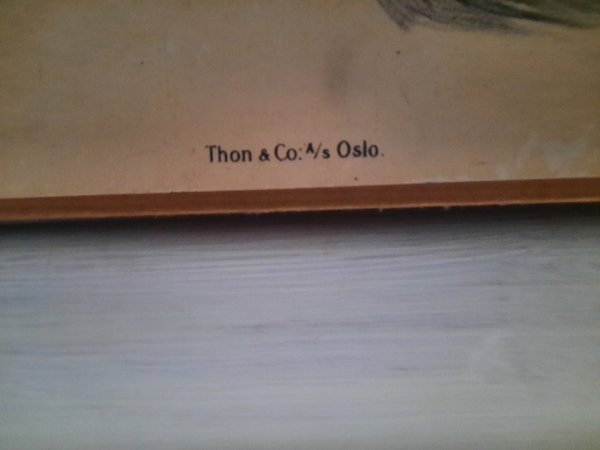 Thon & Co: A/s Oslo.